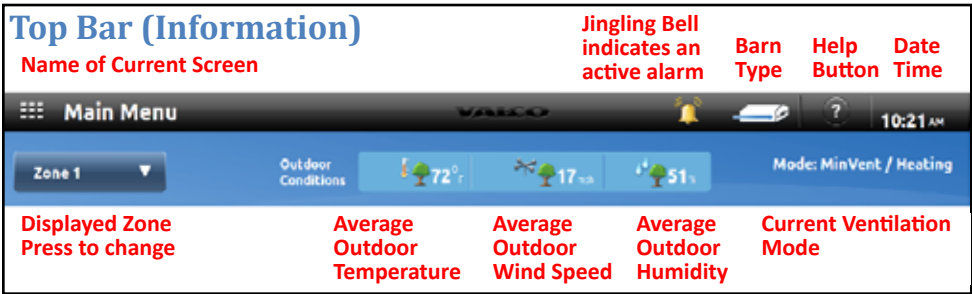 Top Bar (Information)
Name of Current Screen
Jingling Bell
indicates an
active alarm
Barn
Type
Help
Button
Date
Time
Main Menu
VALCO
?
10:21 AM
Zone 1
Outdoor
Conditions
72°F
17
51%
Mode: MinVent / Heating
Displayed Zone
Press to change
Average
Outdoor
Temperature
Average
Outdoor
Wind Speed
Average
Outdoor
Humidity
Current Ventilation
Mode